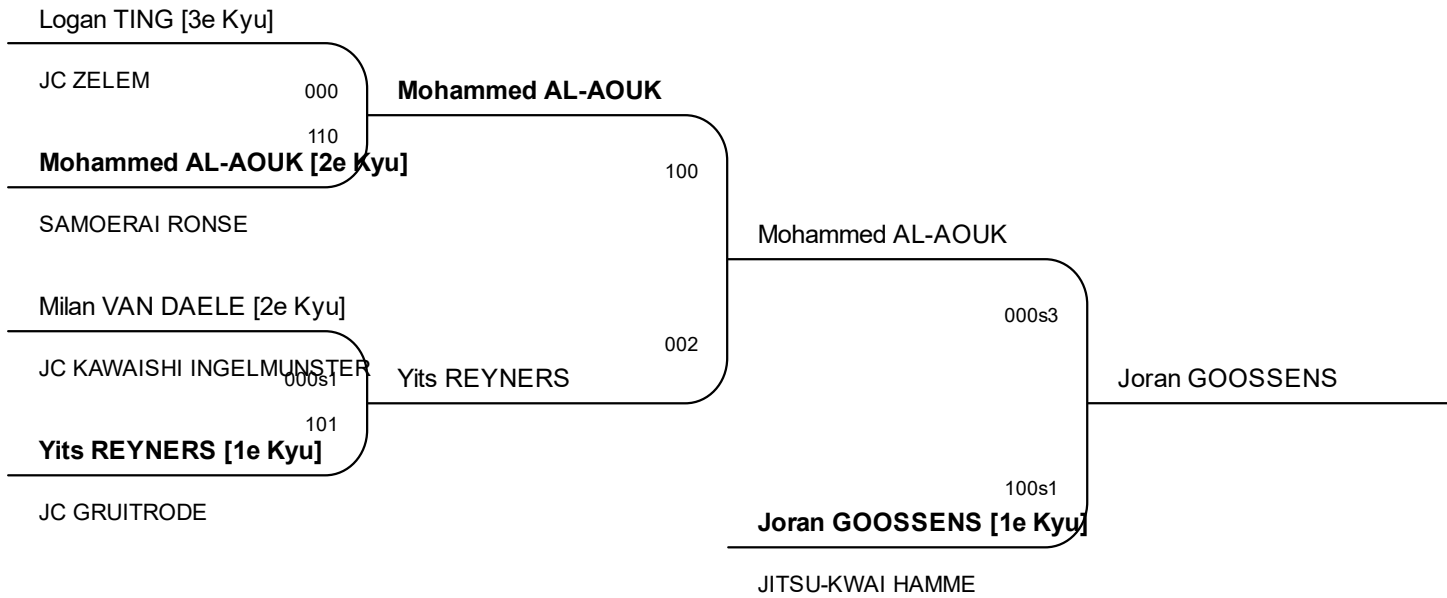 Logan TING [3e Kyu]
JC ZELEM
000
110
Mohammed AL-AOUK [2e Kyu]
SAMOERAI RONSE
Milan VAN DAELE [2e Kyu]
JC KAWAISHI INGELMUNSTER
000s1
101
Yits REYNERS [1e Kyu]
JC GRUITRODE
Mohammed AL-AOUK
100
002
Yits REYNERS
Mohammed AL-AOUK
000s3
100s1
Joran GOOSSENS [1e Kyu]
JITSU-KWAI HAMME
Joran GOOSSENS